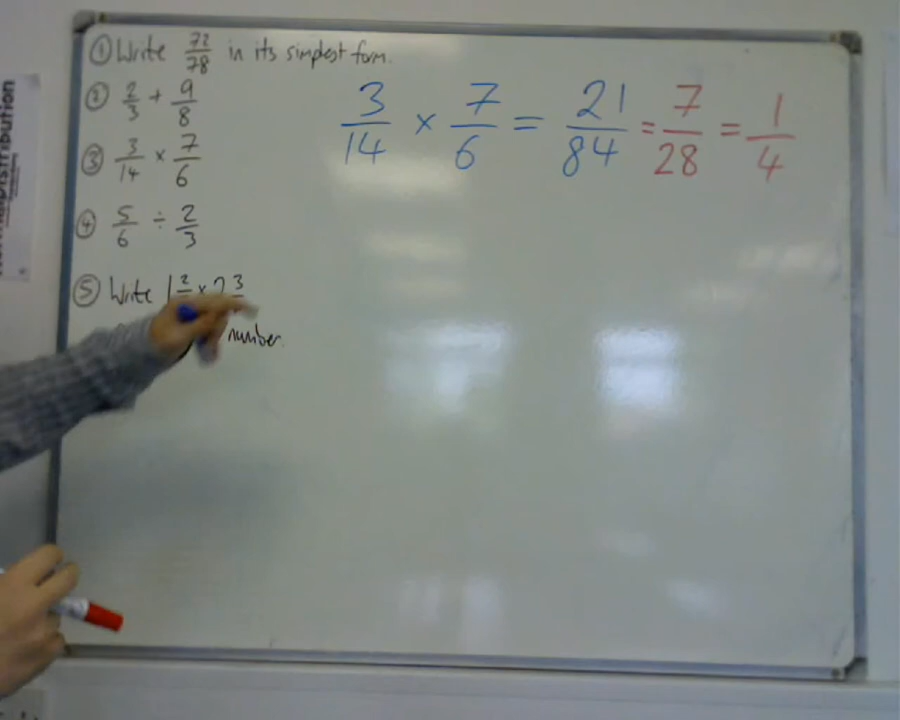 ① Write 72/78 in its simplest form.
② 2/3 + 9/8
③ 3/14 × 7/6
④ 5/6 ÷ 2/3
⑤ Write 1 2/ × 2 3/
number.
3/14 × 7/6 = 21/84 = 7/28 = 1/4